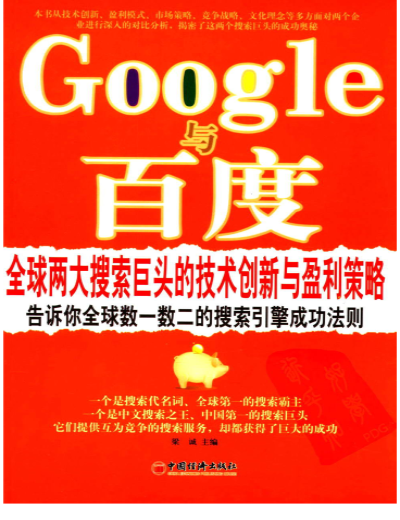 本书从技术创新、盈利模式、市场策略、竞争战略、文化理念等多方面对两个企
业进行深入的对比分析，揭密了这两个搜索巨头的成功奥秘
Google
与
百度
全球两大搜索巨头的技术创新与盈利策略
告诉你全球数一数二的搜索引擎成功法则
一个是搜索代名词、全球第一的搜索霸主
一个是中文搜索之王、中国第一的搜索巨头
它们提供互为竞争的搜索服务，却都获得了巨大的成功
梁诚 主编
中国经济出版社
PDG